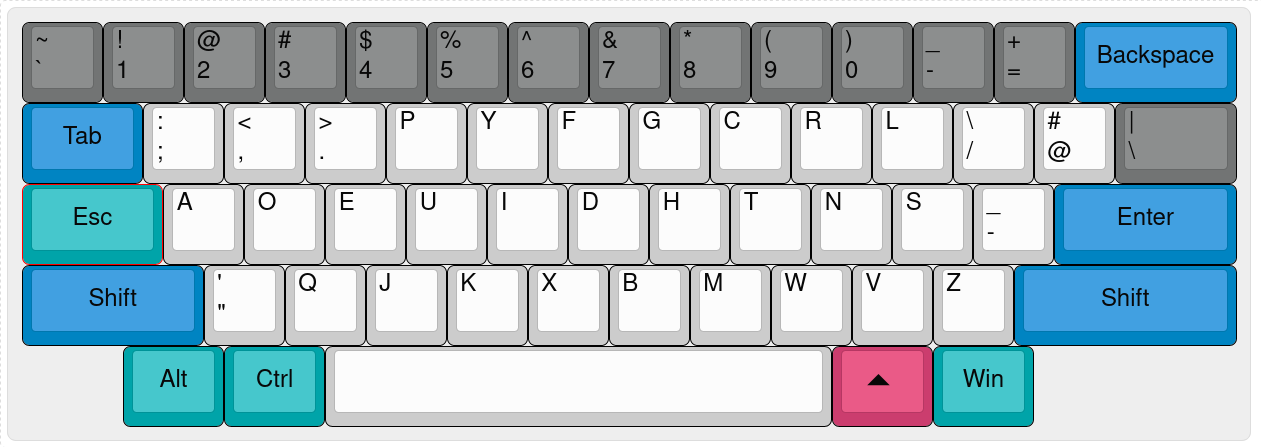 ~ ! @ # $ % ^ & * ( ) _ +
` 1 2 3 4 5 6 7 8 9 0 - = Backspace
Tab : < > P Y F G C R L \ # |
; , . / @ \
Esc A O E U I D H T N S _ Enter
-
Shift ' Q J K X B M W V Z Shift
"
Alt Ctrl Win